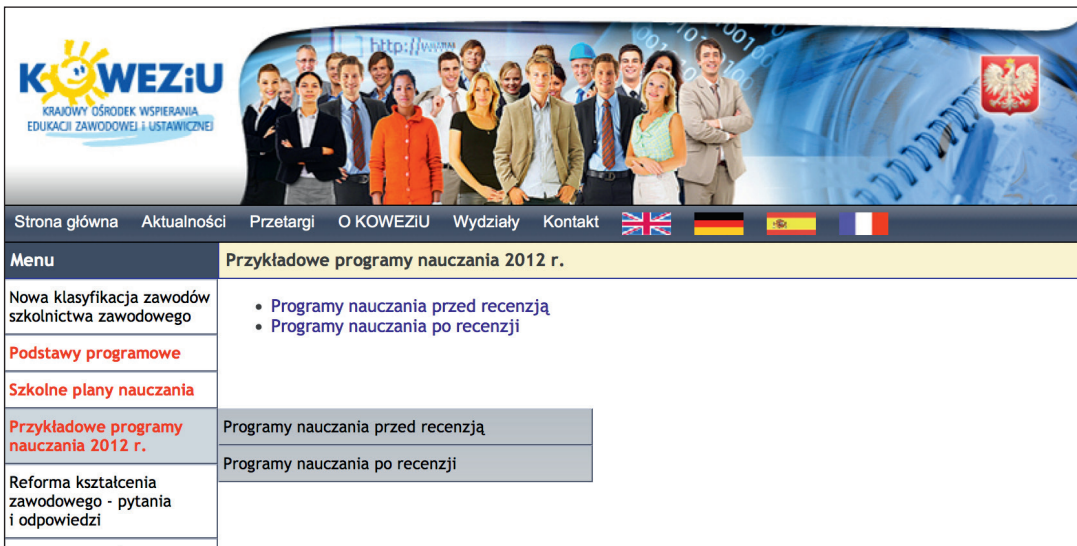 http://
KOWEZiU
KRAJOWY OŚRODEK WSPIERANIA
EDUKACJI ZAWODOWEJ I USTAWICZNEJ
Strona główna Aktualności Przetargi O KOWEZiU Wydziały Kontakt
Menu
Przykładowe programy nauczania 2012 r.
Nowa klasyfikacja zawodów
szkolnictwa zawodowego
Podstawy programowe
Szkolne plany nauczania
Przykładowe programy
nauczania 2012 r.
Reforma kształcenia
zawodowego - pytania
i odpowiedzi
• Programy nauczania przed recenzją
• Programy nauczania po recenzji
Programy nauczania przed recenzją
Programy nauczania po recenzji